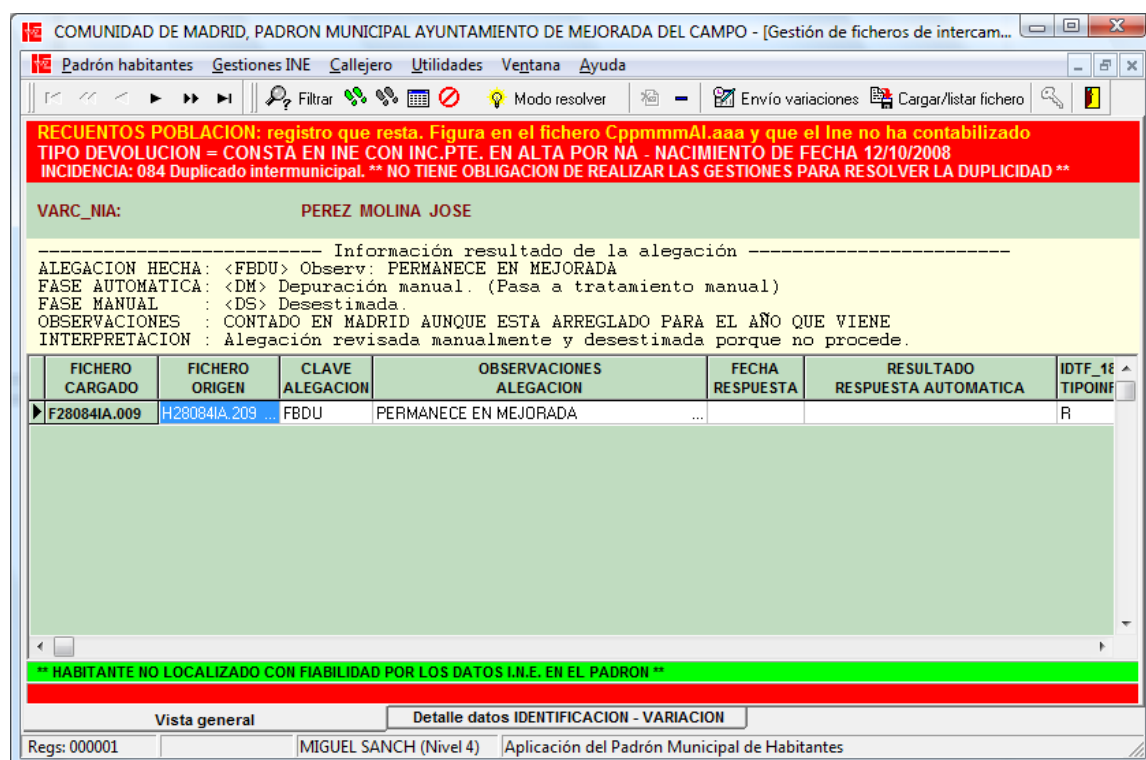 COMUNIDAD DE MADRID, PADRON MUNICIPAL AYUNTAMIENTO DE MEJORADA DEL CAMPO - [Gestión de ficheros de intercam...
Padrón habitantes Gestiones INE Callejero Utilidades Ventana Ayuda
Filtrar Modo resolver Envío variaciones Cargar/listar fichero
RECUENTOS POBLACION: registro que resta. Figura en el fichero CppmmmAI.aaa y que el Ine no ha contabilizado
TIPO DEVOLUCION = CONSTA EN INE CON INC.PTE. EN ALTA POR NA - NACIMIENTO DE FECHA 12/10/2008
INCIDENCIA: 084 Duplicado intermunicipal. ** NO TIENE OBLIGACION DE REALIZAR LAS GESTIONES PARA RESOLVER LA DUPLICIDAD **
VARC_NIA: PEREZ MOLINA JOSE
-------------------------- Información resultado de la alegación ------------------------
ALEGACION HECHA: <FBDU> Observ: PERMANECE EN MEJORADA
FASE AUTOMATICA: <DM> Depuración manual. (Pasa a tratamiento manual)
FASE MANUAL : <DS> Desestimada.
OBSERVACIONES : CONTADO EN MADRID AUNQUE ESTA ARREGLADO PARA EL AÑO QUE VIENE
INTERPRETACION : Alegación revisada manualmente y desestimada porque no procede.
FICHERO CARGADO FICHERO ORIGEN CLAVE ALEGACION OBSERVACIONES ALEGACION FECHA RESPUESTA RESULTADO RESPUESTA AUTOMATICA IDTF_18 TIPOINF
F28084IA.009 H28084IA.209 ... FBDU PERMANECE EN MEJORADA ... R
** HABITANTE NO LOCALIZADO CON FIABILIDAD POR LOS DATOS I.N.E. EN EL PADRON **
Vista general Detalle datos IDENTIFICACION - VARIACION
Regs: 000001 MIGUEL SANCH (Nivel 4) Aplicación del Padrón Municipal de Habitantes